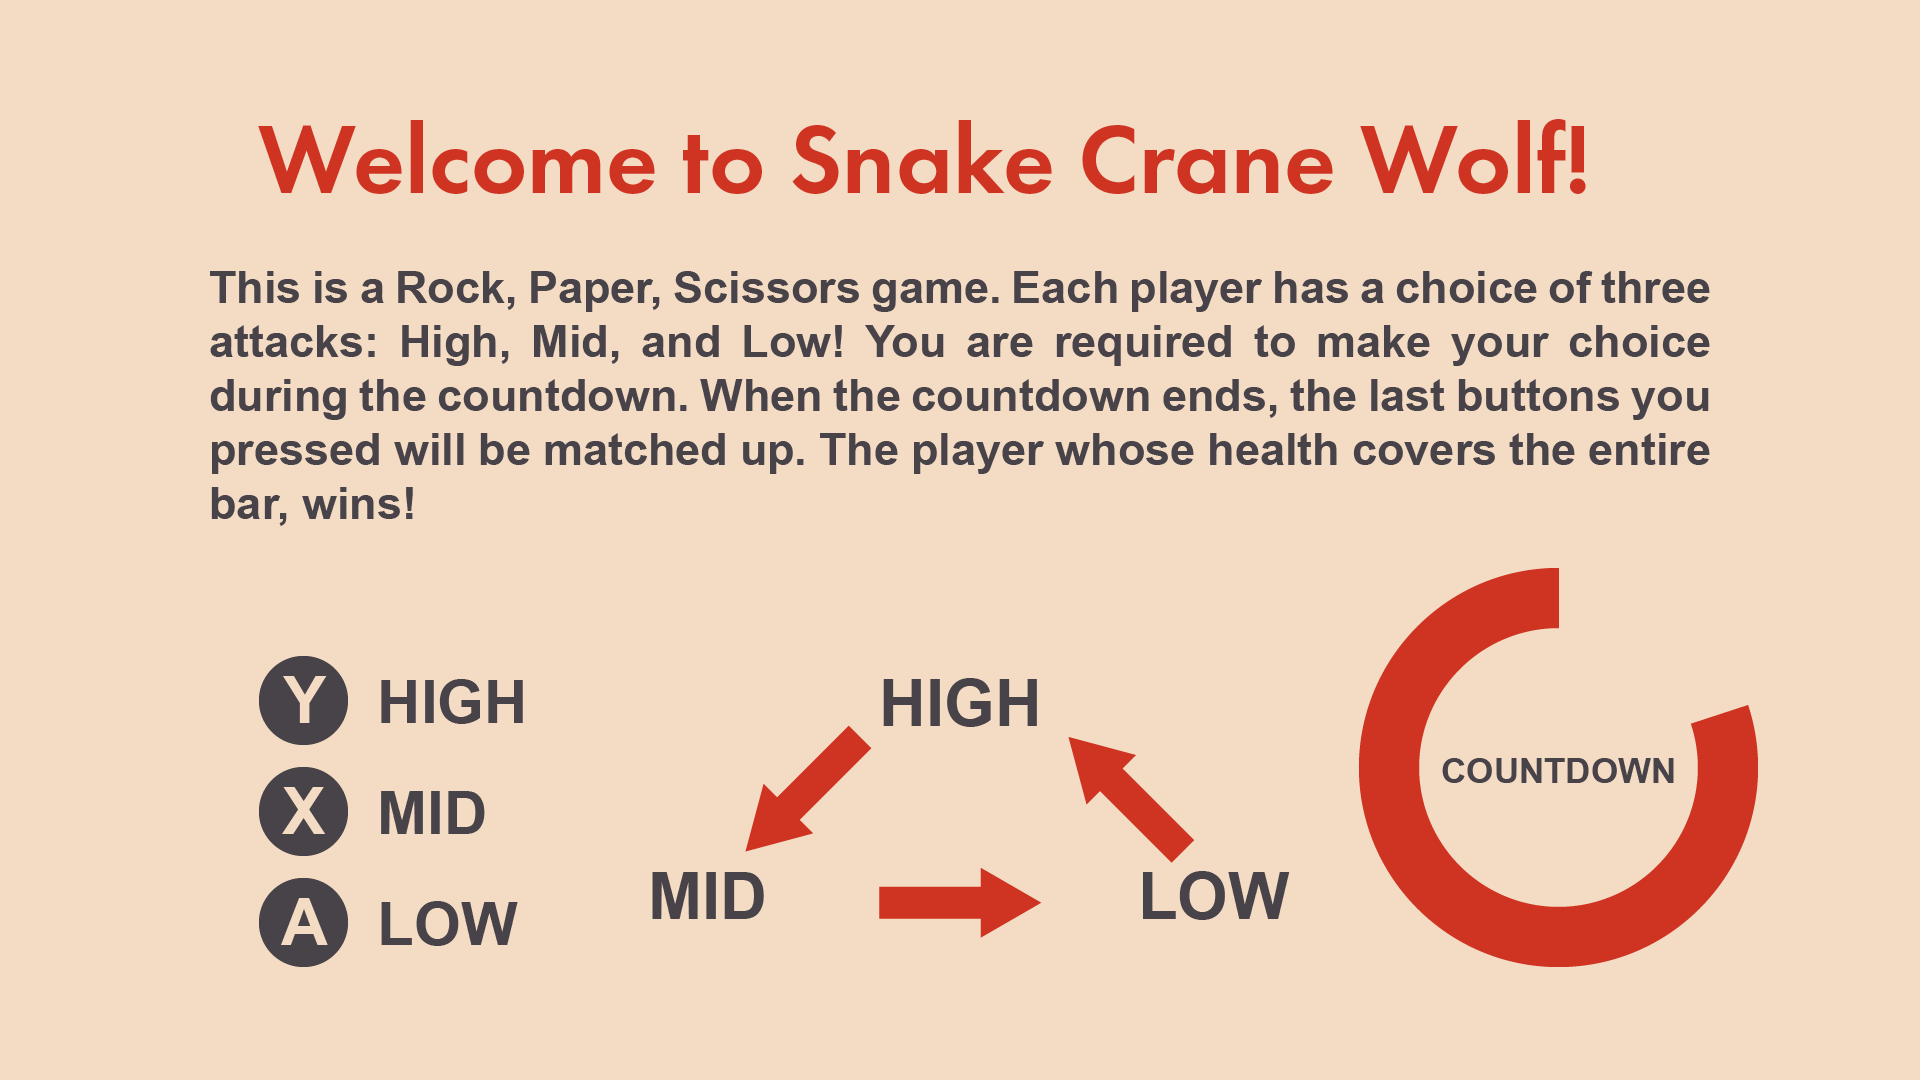 Welcome to Snake Crane Wolf!
This is a Rock, Paper, Scissors game. Each player has a choice of three
attacks: High, Mid, and Low! You are required to make your choice
during the countdown. When the countdown ends, the last buttons you
pressed will be matched up. The player whose health covers the entire
bar, wins!
Y HIGH
X MID
A LOW
HIGH
MID
LOW
COUNTDOWN